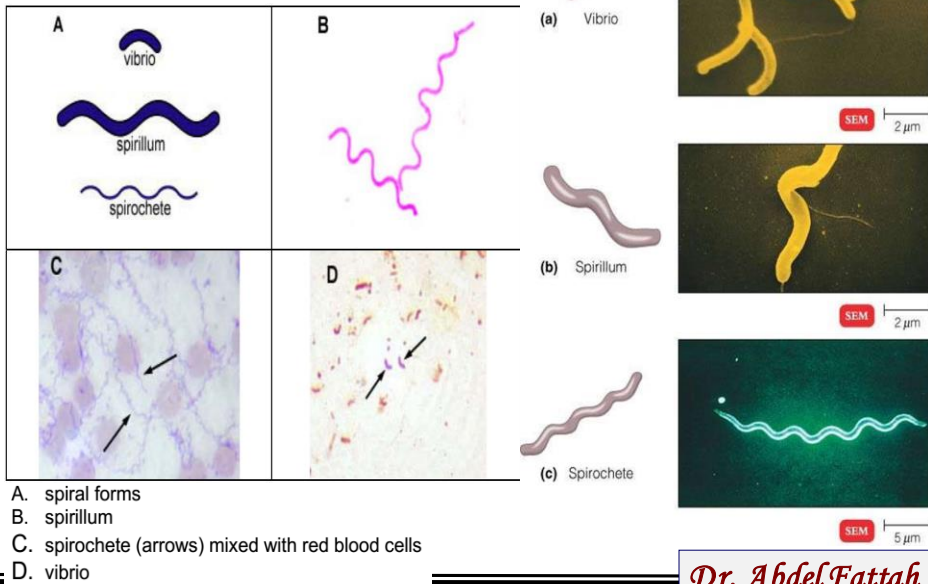 A
vibrio
spirillum
spirochete
B
C
D
A. spiral forms
B. spirillum
C. spirochete (arrows) mixed with red blood cells
D. vibrio
(a) Vibrio
SEM
2 µm
(b) Spirillum
SEM
2 µm
(c) Spirochete
SEM
5 µm
Dr. AbdelFattah